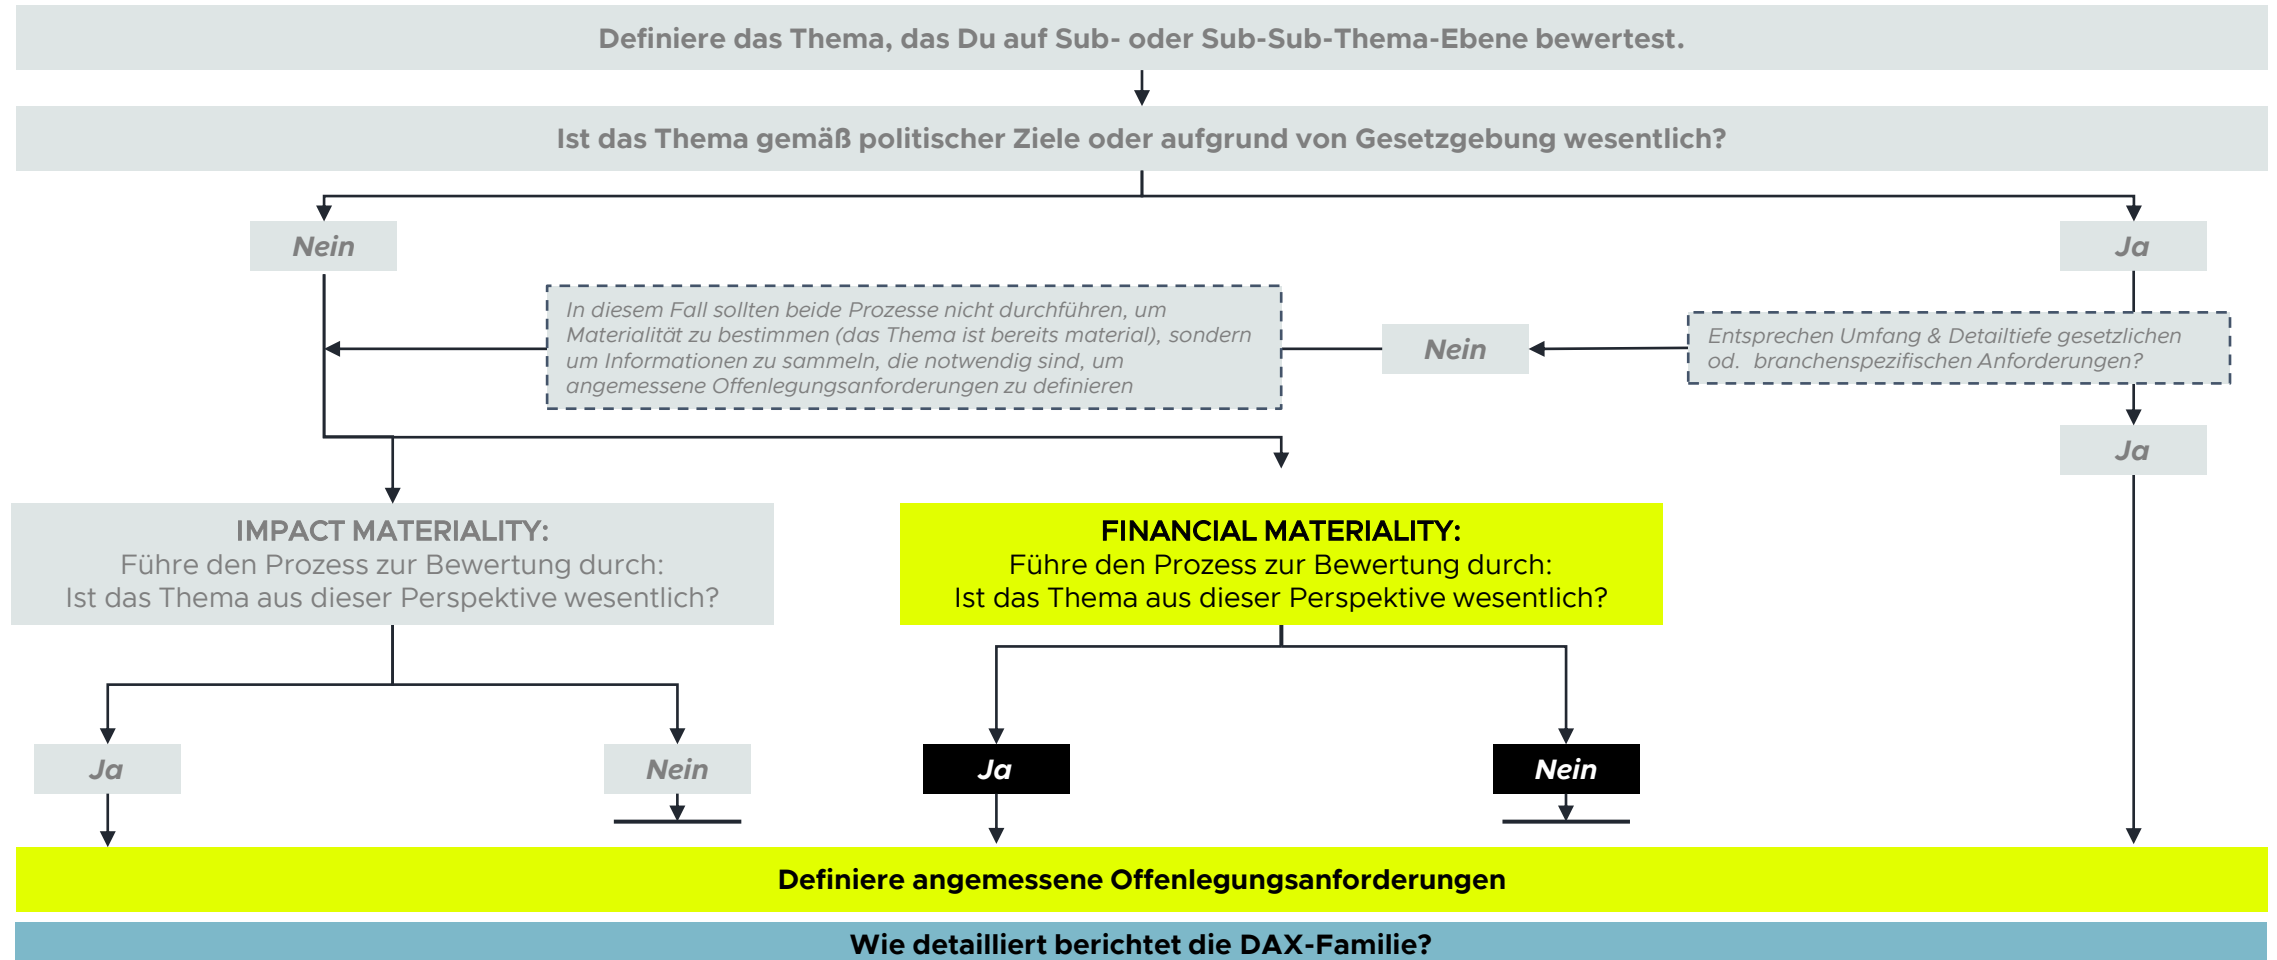 Definiere das Thema, das Du auf Sub- oder Sub-Sub-Thema-Ebene bewertest.
Ist das Thema gemäß politischer Ziele oder aufgrund von Gesetzgebung wesentlich?
Nein
Ja
In diesem Fall sollten beide Prozesse nicht durchführen, um
Materialität zu bestimmen (das Thema ist bereits material), sondern
um Informationen zu sammeln, die notwendig sind, um
angemessene Offenlegungsanforderungen zu definieren
Nein
Entsprechen Umfang & Detailtiefe gesetzlichen
od. branchenspezifischen Anforderungen?
Ja
IMPACT MATERIALITY:
Führe den Prozess zur Bewertung durch:
Ist das Thema aus dieser Perspektive wesentlich?
FINANCIAL MATERIALITY:
Führe den Prozess zur Bewertung durch:
Ist das Thema aus dieser Perspektive wesentlich?
Ja
Nein
Ja
Nein
Definiere angemessene Offenlegungsanforderungen
Wie detailliert berichtet die DAX-Familie?